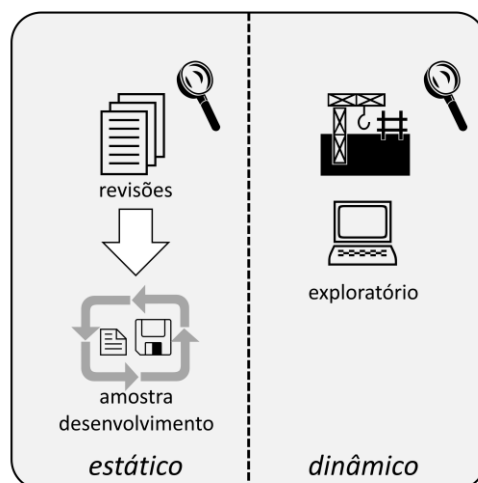 revisões
amostra
desenvolvimento
estático
exploratório
dinâmico